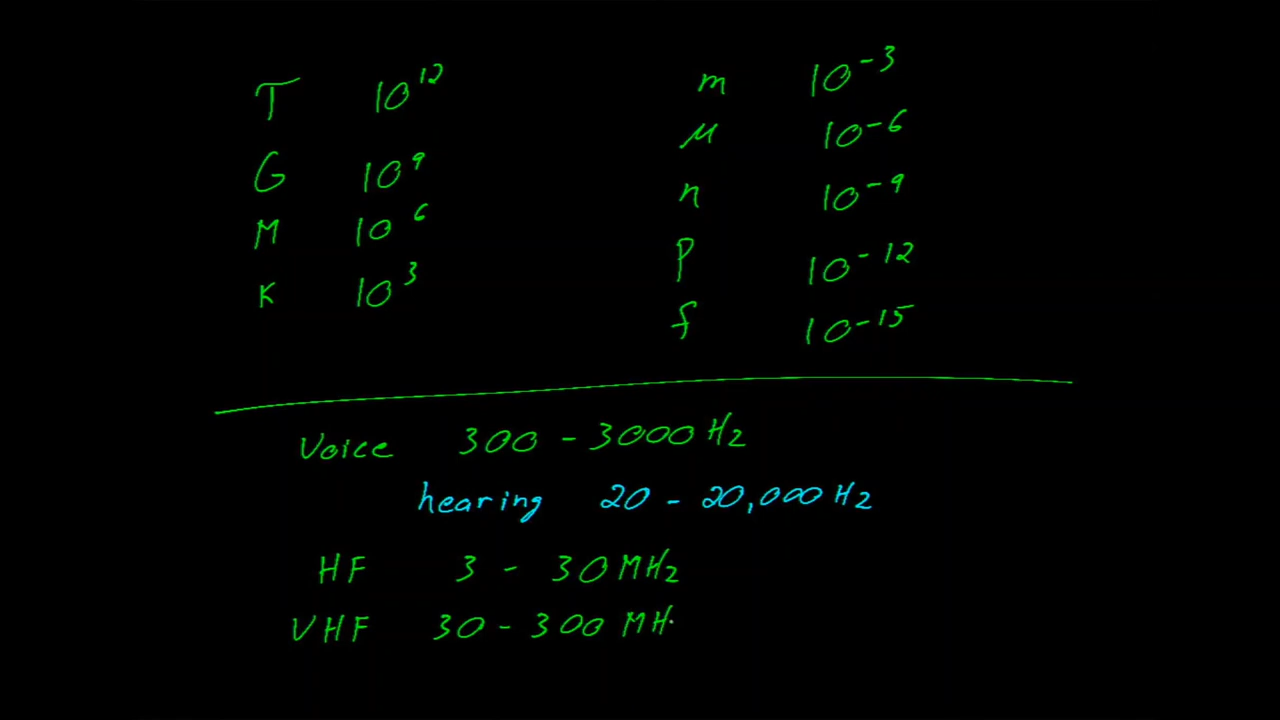 T 10^12 m 10^-3
G 10^9 μ 10^-6
M 10^6 n 10^-9
K 10^3 p 10^-12
f 10^-15
Voice 300 - 3000 Hz
hearing 20 - 20,000 Hz
HF 3 - 30 MHz
VHF 30 - 300 MH